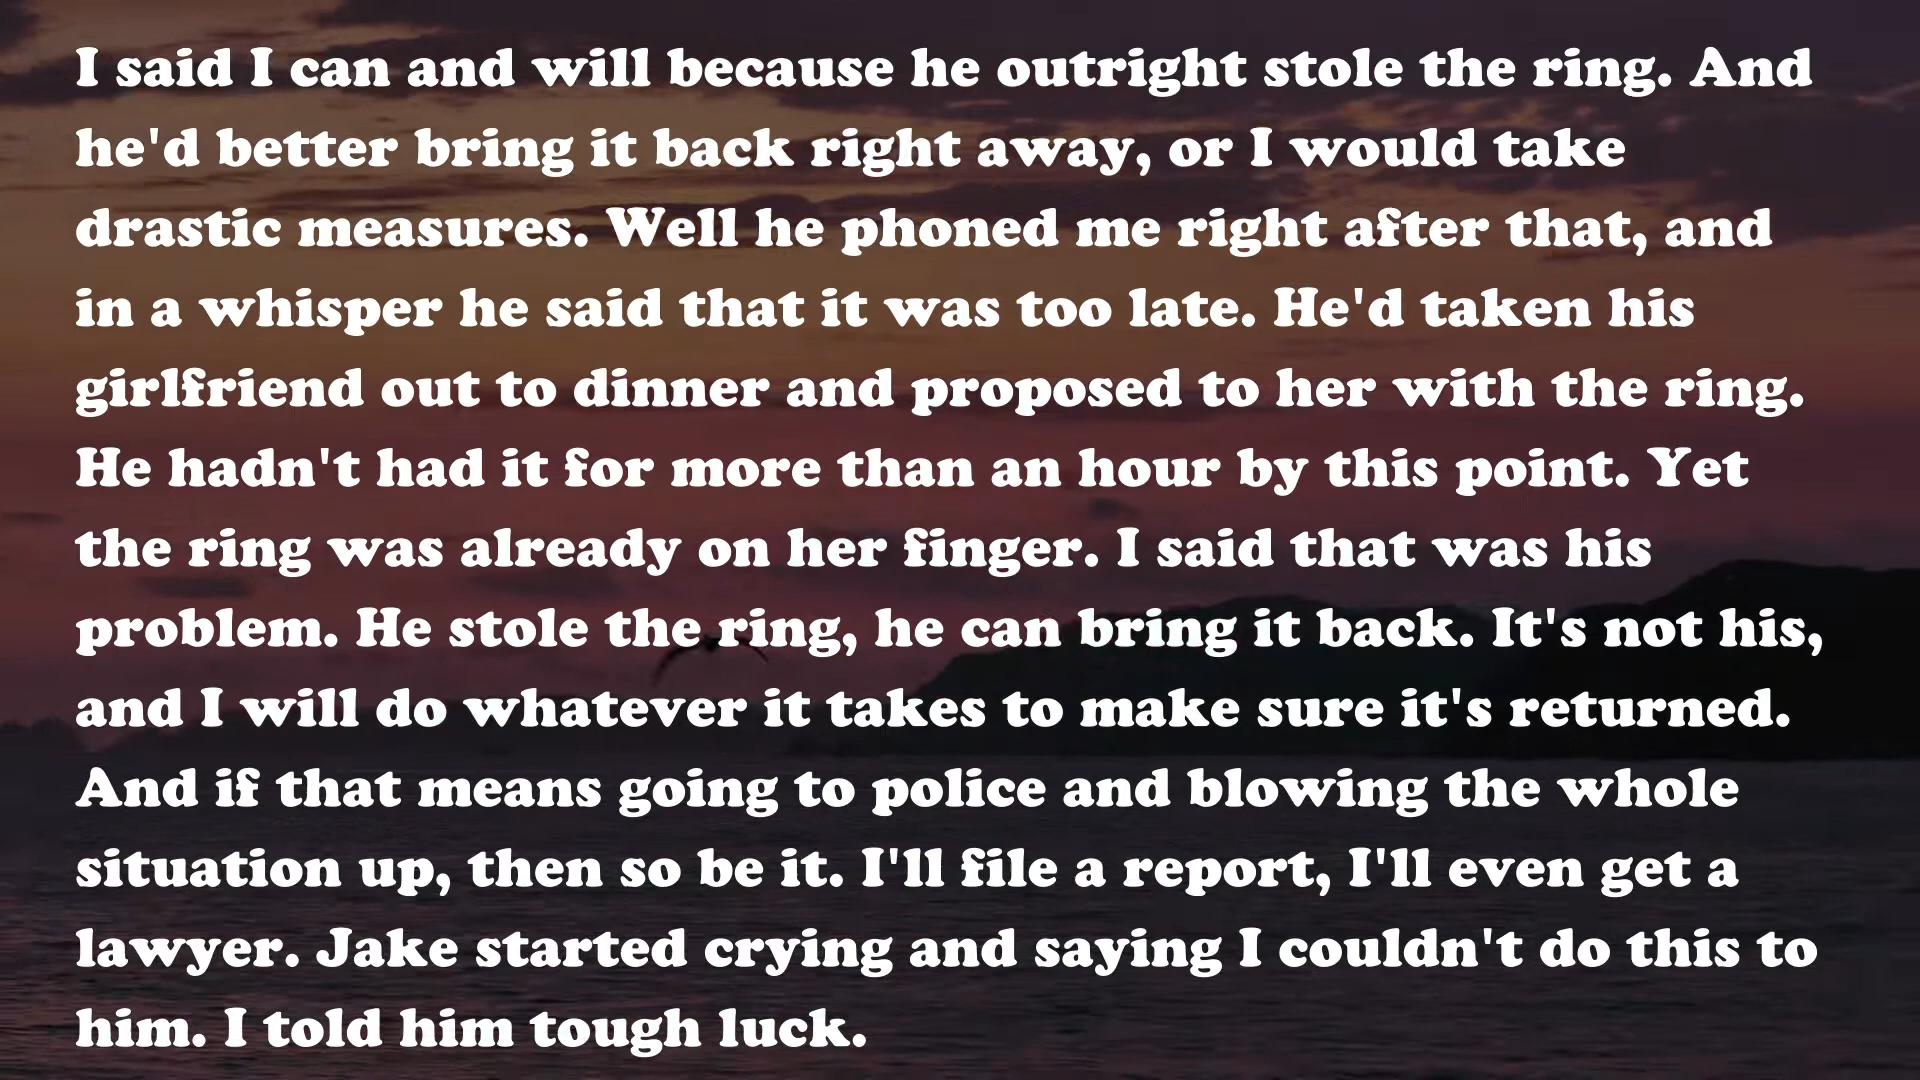 I said I can and will because he outright stole the ring. And
he'd better bring it back right away, or I would take
drastic measures. Well he phoned me right after that, and
in a whisper he said that it was too late. He'd taken his
girlfriend out to dinner and proposed to her with the ring.
He hadn't had it for more than an hour by this point. Yet
the ring was already on her finger. I said that was his
problem. He stole the ring, he can bring it back. It's not his,
and I will do whatever it takes to make sure it's returned.
And if that means going to police and blowing the whole
situation up, then so be it. I'll file a report, I'll even get a
lawyer. Jake started crying and saying I couldn't do this to
him. I told him tough luck.